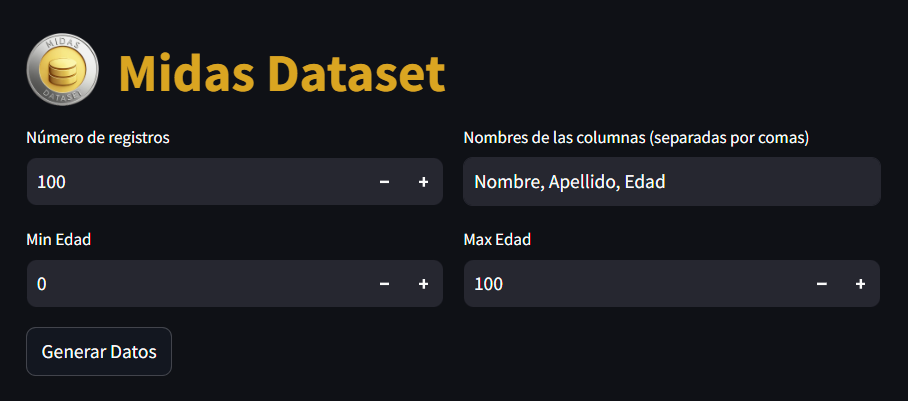 MIDAS
DATASET
Midas Dataset
Número de registros
100
Nombres de las columnas (separadas por comas)
Nombre, Apellido, Edad
Min Edad
0
Max Edad
100
Generar Datos